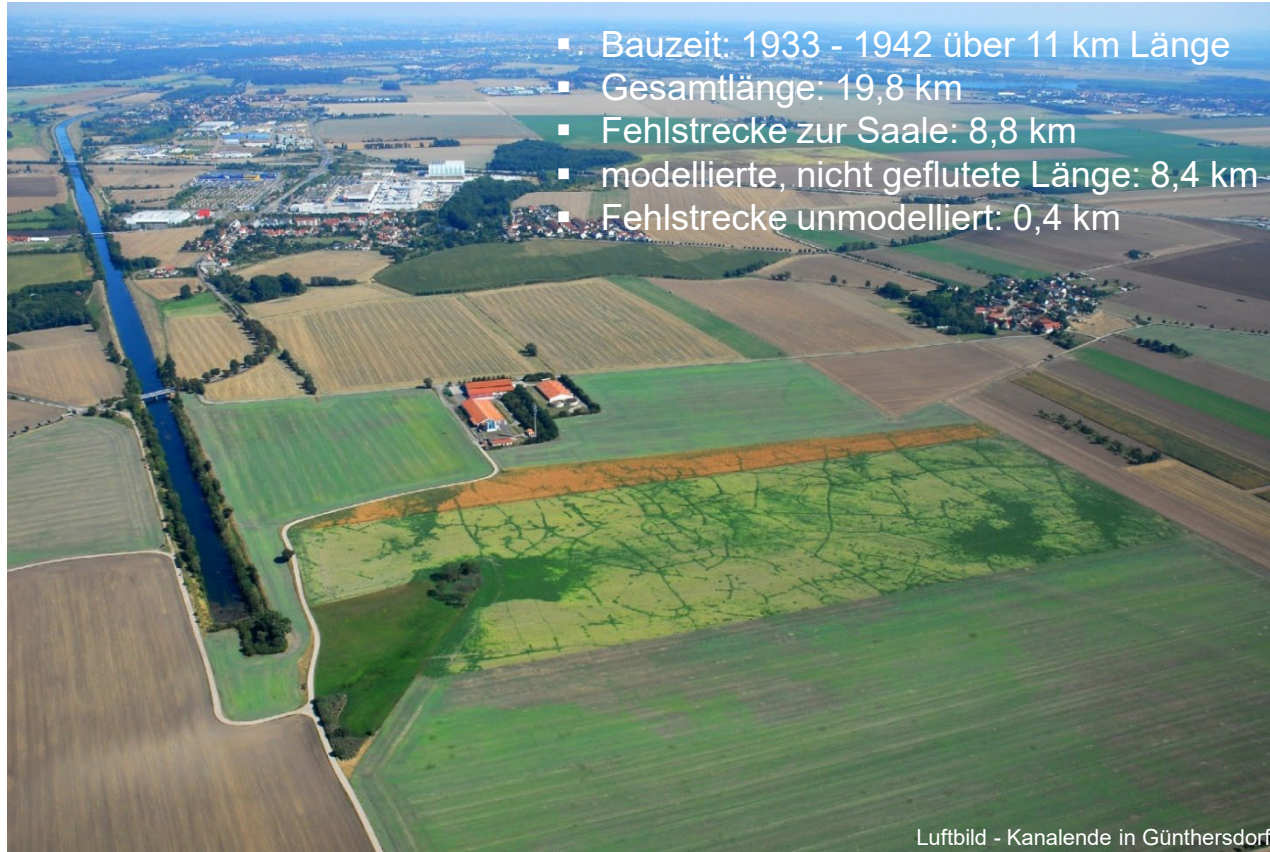 ▪ Bauzeit: 1933 - 1942 über 11 km Länge
▪ Gesamtlänge: 19,8 km
▪ Fehlstrecke zur Saale: 8,8 km
▪ modellierte, nicht geflutete Länge: 8,4 km
▪ Fehlstrecke unmodelliert: 0,4 km
Luftbild - Kanalende in Günthersdorf